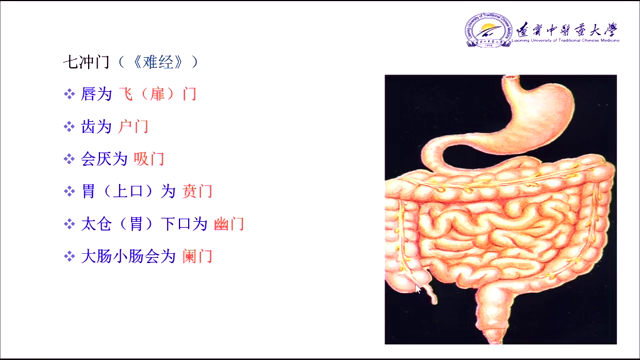 遼寧中醫藥大學
Liaoning University of Traditional Chinese Medicine
七冲门（《难经》）
唇为 飞（扉）门
齿为 户门
会厌为 吸门
胃（上口）为 贲门
太仓（胃）下口为 幽门
大肠小肠会为 阑门